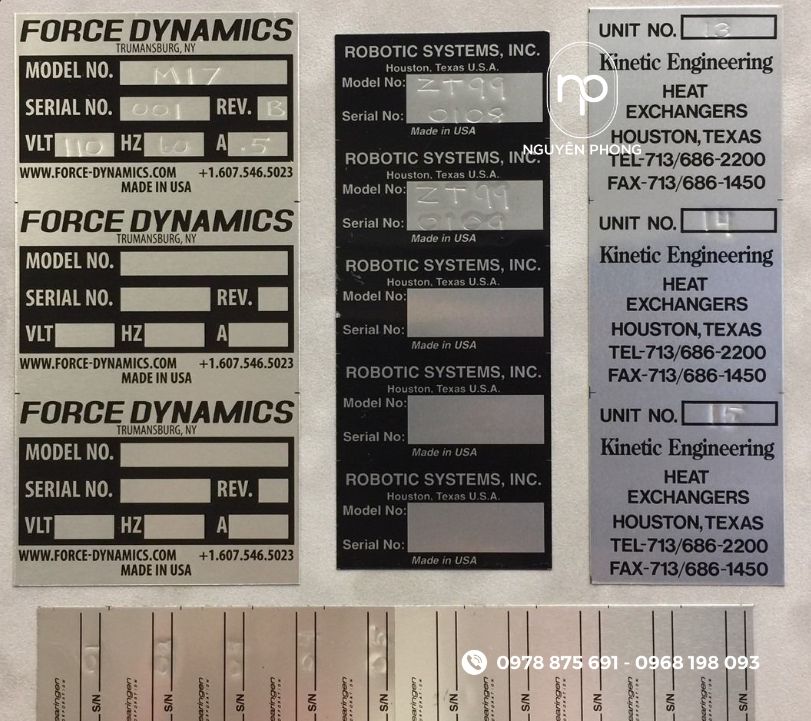 FORCE DYNAMICS
TRUMANSBURG, NY
MODEL NO. M17
SERIAL NO. 001 REV. B
VLT 110 HZ 60 A .5
WWW.FORCE-DYNAMICS.COM +1.607.546.5023
MADE IN USA
FORCE DYNAMICS
TRUMANSBURG, NY
MODEL NO.
SERIAL NO. REV.
VLT HZ A
WWW.FORCE-DYNAMICS.COM +1.607.546.5023
MADE IN USA
FORCE DYNAMICS
TRUMANSBURG, NY
MODEL NO.
SERIAL NO. REV.
VLT HZ A
WWW.FORCE-DYNAMICS.COM +1.607.546.5023
MADE IN USA
ROBOTIC SYSTEMS, INC.
Houston, Texas U.S.A.
Model No: ZT99
Serial No: 0108
Made in USA
ROBOTIC SYSTEMS, INC.
Houston, Texas U.S.A.
Model No: ZT99
Serial No: 0109
Made in USA
ROBOTIC SYSTEMS, INC.
Houston, Texas U.S.A.
Model No:
Serial No:
Made in USA
ROBOTIC SYSTEMS, INC.
Houston, Texas U.S.A.
Model No:
Serial No:
Made in USA
ROBOTIC SYSTEMS, INC.
Houston, Texas U.S.A.
Model No:
Serial No:
Made in USA
np
NGUYÊN PHONG
UNIT NO. 13
Kinetic Engineering
HEAT
EXCHANGERS
HOUSTON, TEXAS
TEL-713/686-2200
FAX-713/686-1450
UNIT NO. 14
Kinetic Engineering
HEAT
EXCHANGERS
HOUSTON, TEXAS
TEL-713/686-2200
FAX-713/686-1450
UNIT NO. 15
Kinetic Engineering
HEAT
EXCHANGERS
HOUSTON, TEXAS
TEL-713/686-2200
FAX-713/686-1450
S/N 01
S/N 02
S/N 03
S/N 04
S/N 05
S/N
S/N
S/N
S/N
S/N
0978 875 691 - 0968 198 093